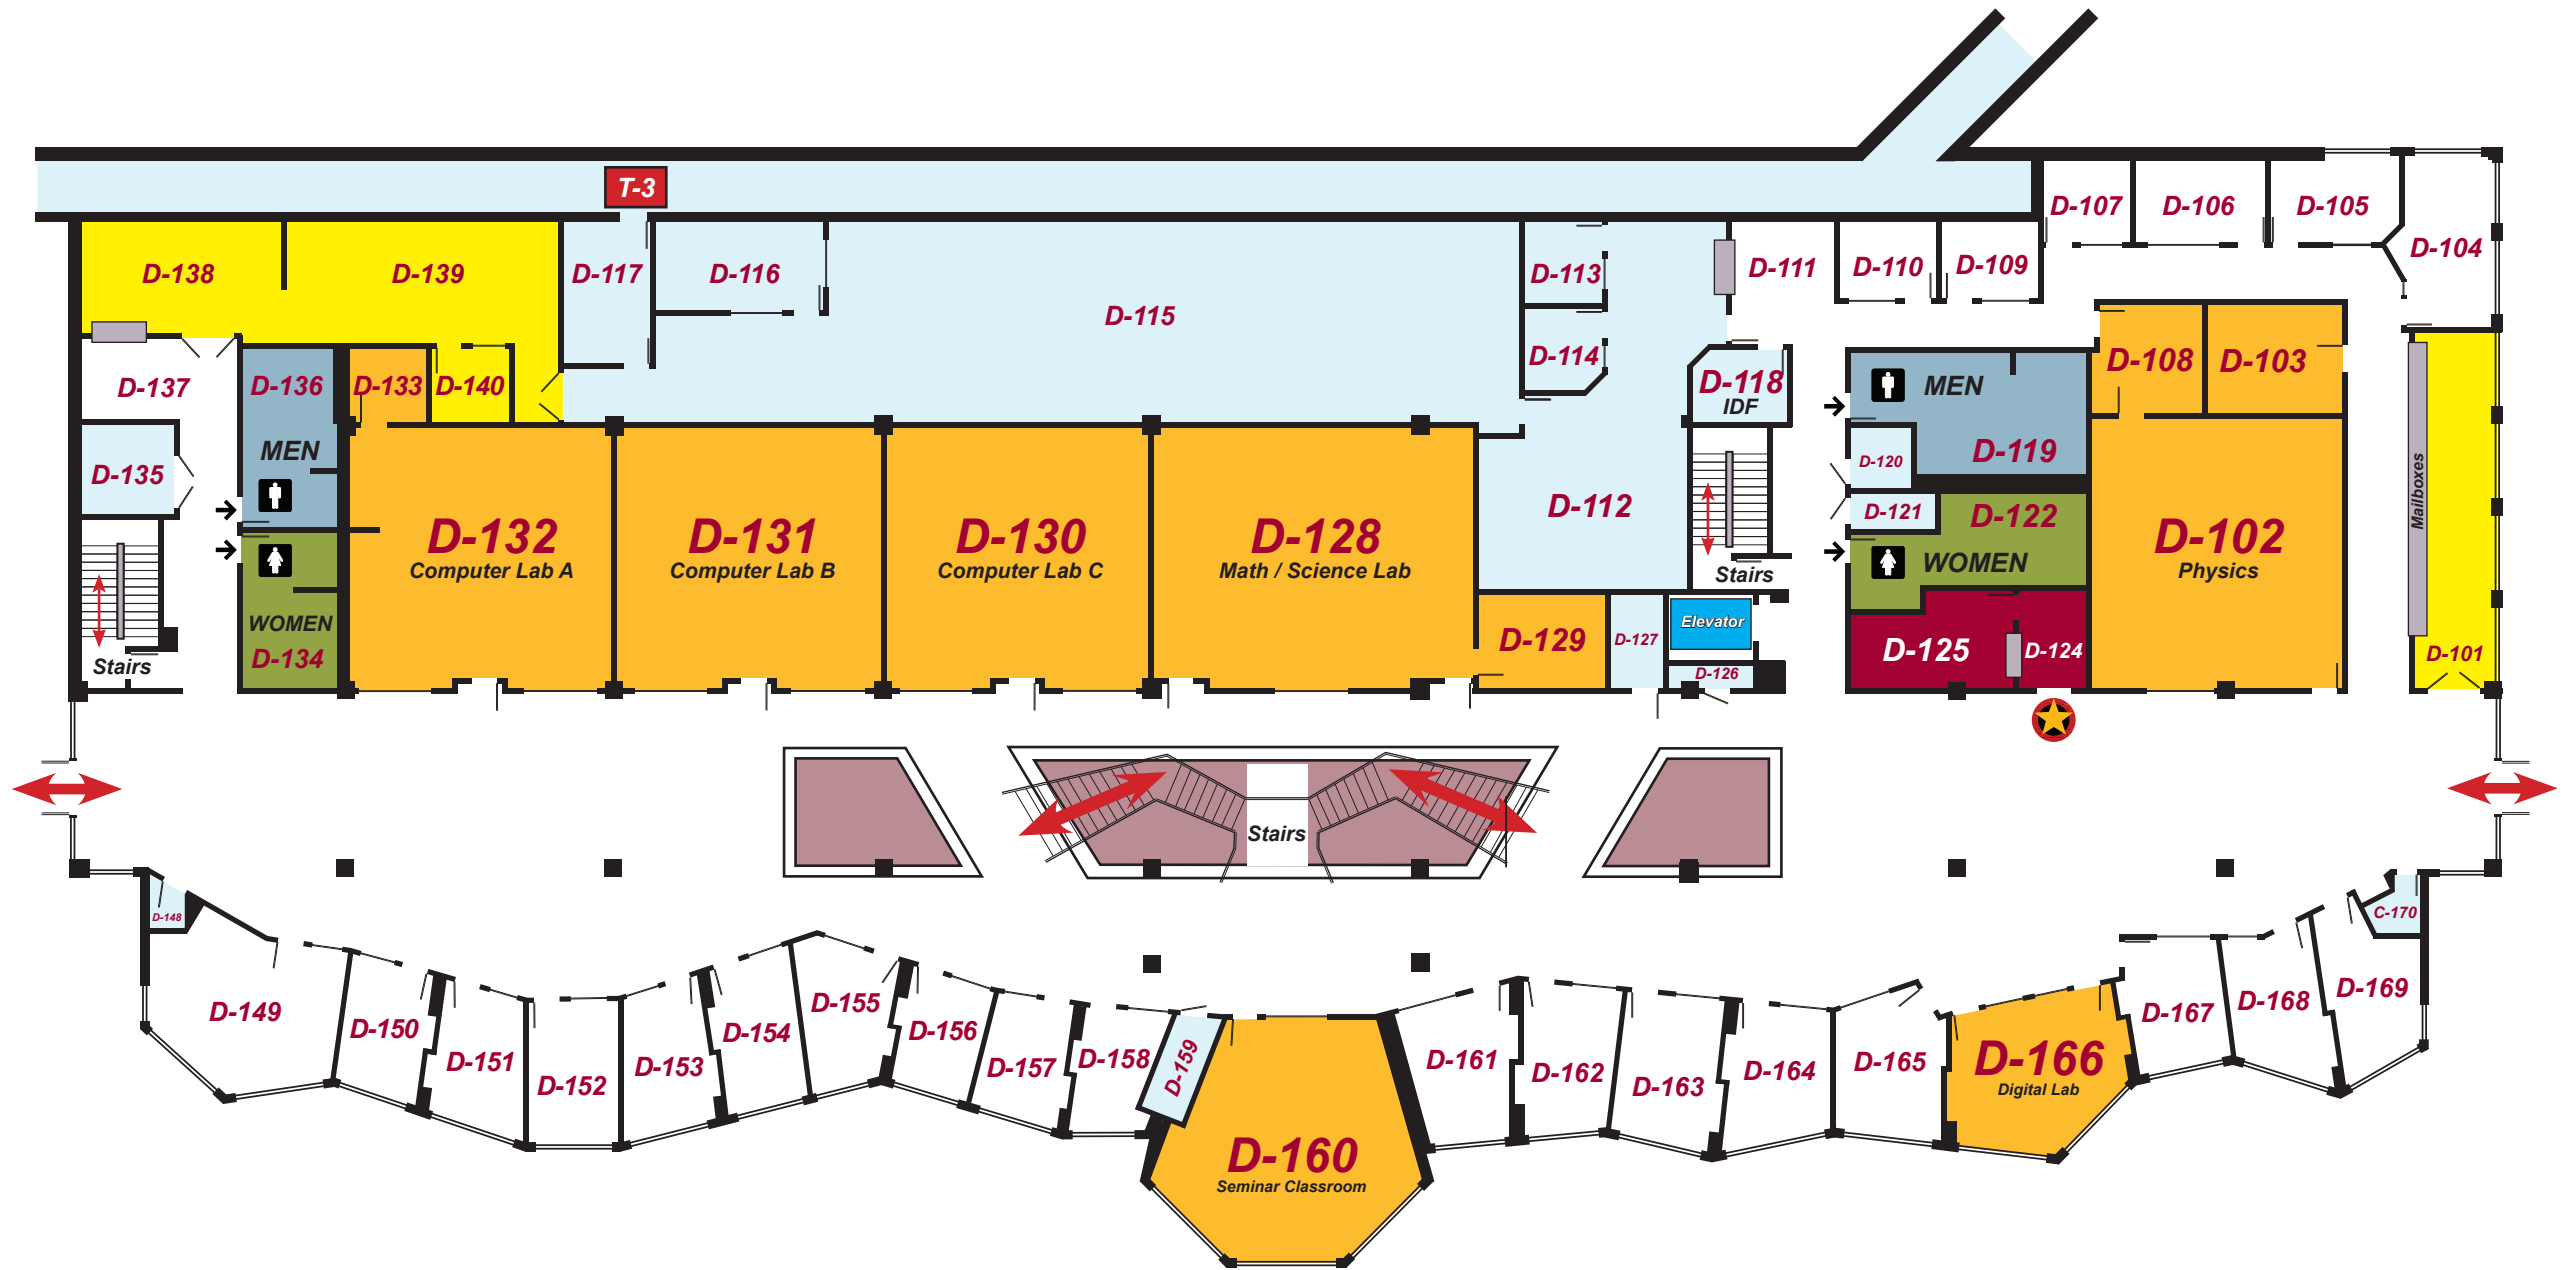 T-3
D-107
D-106
D-105
D-104
D-138
D-139
D-117
D-116
D-115
D-113
D-114
D-111
D-110
D-109
D-137
D-136
MEN
D-133
D-140
D-118
IDF
MEN
D-119
D-108
D-103
D-135
D-120
D-121
D-122
WOMEN
D-112
Mailboxes
D-132
Computer Lab A
D-131
Computer Lab B
D-130
Computer Lab C
D-128
Math / Science Lab
Stairs
D-102
Physics
WOMEN
D-134
Stairs
D-129
D-127
Elevator
D-126
D-125
D-124
D-101
Stairs
D-148
C-170
D-149
D-150
D-151
D-152
D-153
D-154
D-155
D-156
D-157
D-158
D-159
D-160
Seminar Classroom
D-161
D-162
D-163
D-164
D-165
D-166
Digital Lab
D-167
D-168
D-169